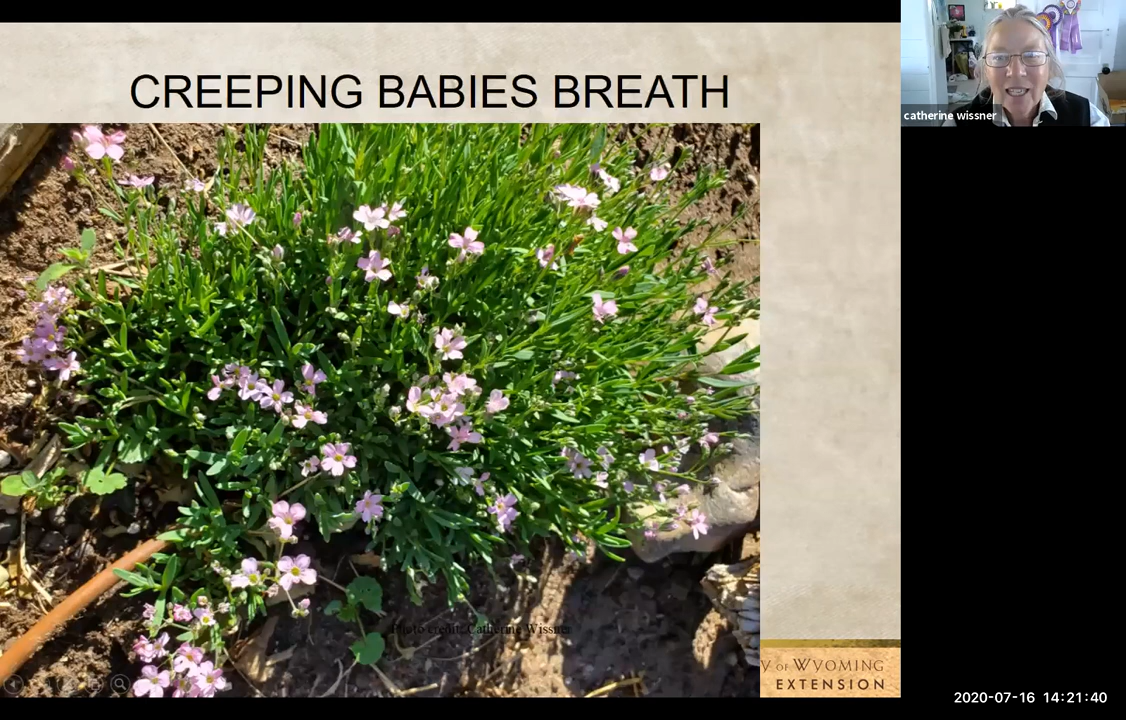 CREEPING BABIES BREATH
catherine wissner
Photo credit: Catherine Wissner
Y OF WYOMING
EXTENSION
2020-07-16 14:21:40